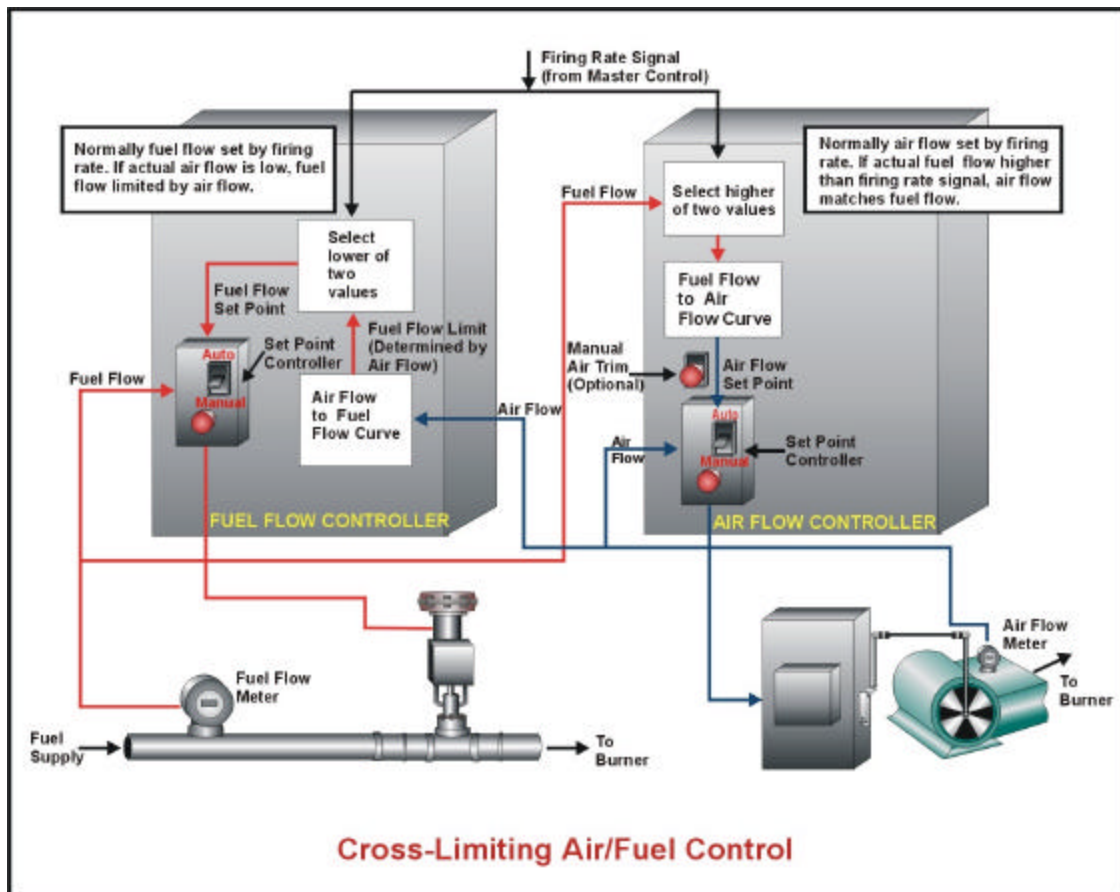 Firing Rate Signal
(from Master Control)
Normally fuel flow set by firing
rate. If actual air flow is low, fuel
flow limited by air flow.
Normally air flow set by firing
rate. If actual fuel flow higher
than firing rate signal, air flow
matches fuel flow.
Select
lower of
two
values
Fuel Flow
Set Point
Fuel Flow Limit
(Determined by
Air Flow)
Set Point
Controller
Auto
Manual
Fuel Flow
Air Flow
to Fuel
Flow Curve
Air Flow
FUEL FLOW CONTROLLER
Fuel Flow
Select higher
of two values
Fuel Flow
to Air
Flow Curve
Manual
Air Trim
(Optional)
Air Flow
Set Point
Auto
Manual
Air
Flow
Set Point
Controller
AIR FLOW CONTROLLER
Fuel Flow
Meter
Fuel
Supply
To
Burner
Air Flow
Meter
To
Burner
Cross-Limiting Air/Fuel Control